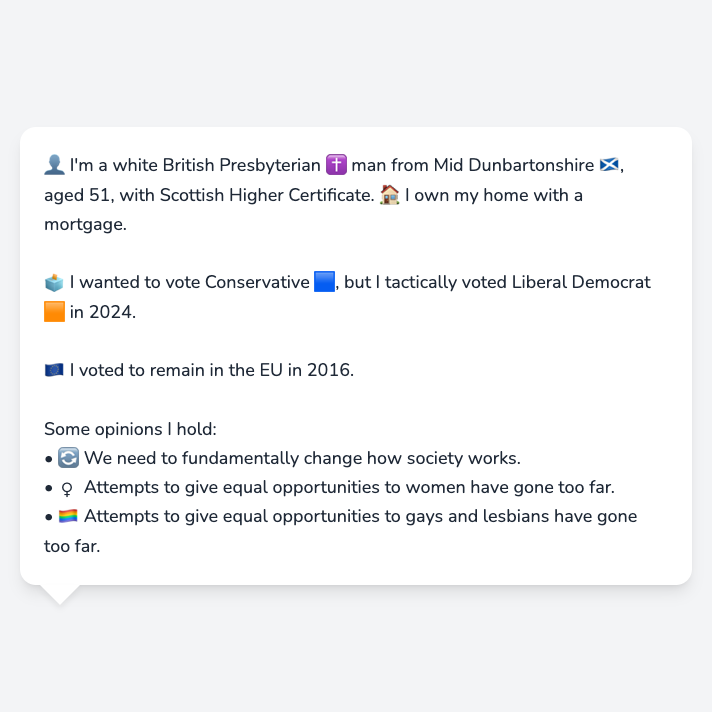 👤 I'm a white British Presbyterian ✝️ man from Mid Dunbartonshire 🏴󠁧󠁢󠁳󠁣󠁴󠁿,
aged 51, with Scottish Higher Certificate. 🏠 I own my home with a
mortgage.
🗳️ I wanted to vote Conservative 🟦, but I tactically voted Liberal Democrat
🟧 in 2024.
🇪🇺 I voted to remain in the EU in 2016.
Some opinions I hold:
• 🔄 We need to fundamentally change how society works.
• ♀ Attempts to give equal opportunities to women have gone too far.
• 🏳️‍🌈 Attempts to give equal opportunities to gays and lesbians have gone
too far.